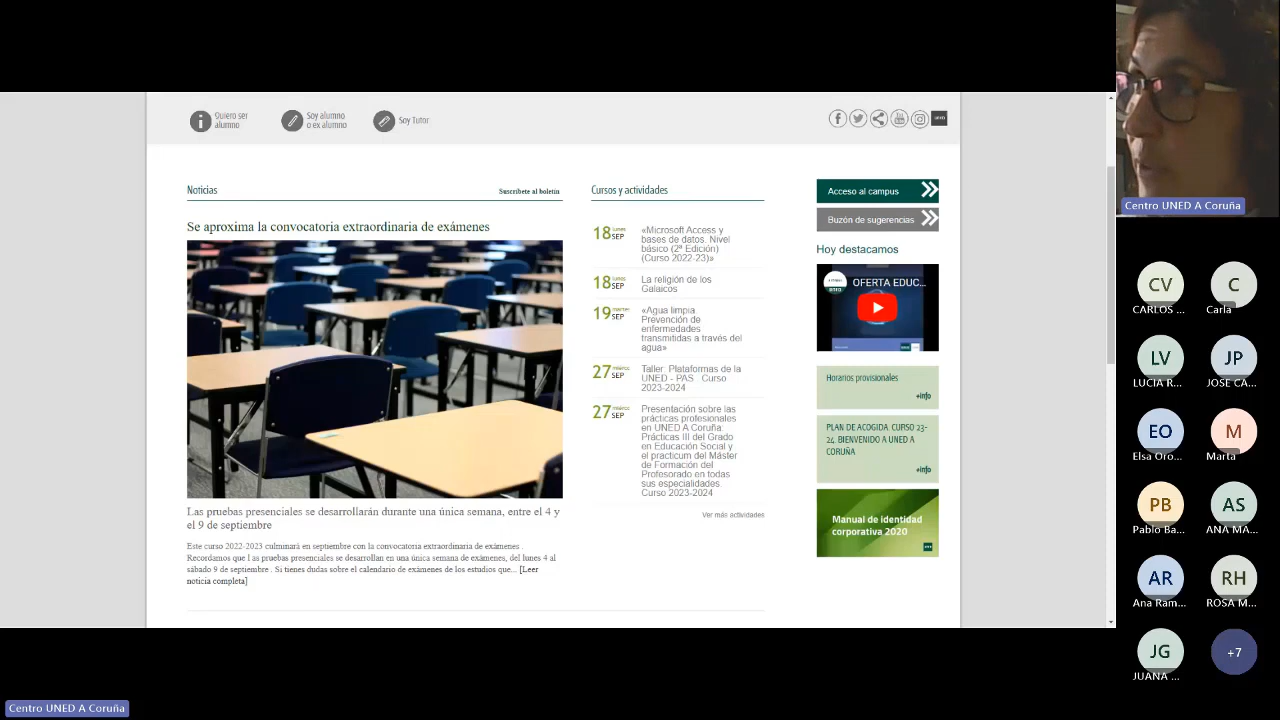 Quiero ser
alumno
Soy alumno
o ex alumno
Soy Tutor
Noticias
Suscríbete al boletín
Se aproxima la convocatoria extraordinaria de exámenes
Las pruebas presenciales se desarrollarán durante una única semana, entre el 4 y
el 9 de septiembre
Este curso 2022-2023 culminará en septiembre con la convocatoria extraordinaria de exámenes .
Recordamos que l as pruebas presenciales se desarrollan en una única semana de exámenes, del lunes 4 al
sábado 9 de septiembre . Si tienes dudas sobre el calendario de exámenes de los estudios que... [Leer
noticia completa]
Cursos y actividades
18 lunes SEP
«Microsoft Access y
bases de datos. Nivel
básico (2ª Edición)
(Curso 2022-23)»
18 lunes SEP
La religión de los
Galaicos
19 martes SEP
«Agua limpia.
Prevención de
enfermedades
transmitidas a través del
agua»
27 SEP
Taller: Plataformas de la
UNED - PAS . Curso
2023-2024
27 SEP
Presentación sobre las
prácticas profesionales
en UNED A Coruña:
Prácticas III del Grado
en Educación Social y
el practicum del Máster
de Formación del
Profesorado en todas
sus especialidades.
Curso 2023-2024
Ver más actividades
Acceso al campus
Buzón de sugerencias
Hoy destacamos
OFERTA EDUC...
Horarios provisionales
+info
PLAN DE ACOGIDA. CURSO 23-
24. BIENVENIDO A UNED A
CORUÑA
+info
Manual de identidad
corporativa 2020
Centro UNED A Coruña
CV
CARLOS ...
C
Carla
LV
LUCIA R...
JP
JOSE CA...
EO
Elsa Oro...
M
Marta
PB
Pablo Ba...
AS
ANA MA...
AR
Ana Ram...
RH
ROSA M...
JG
JUANA ...
+7
Centro UNED A Coruña